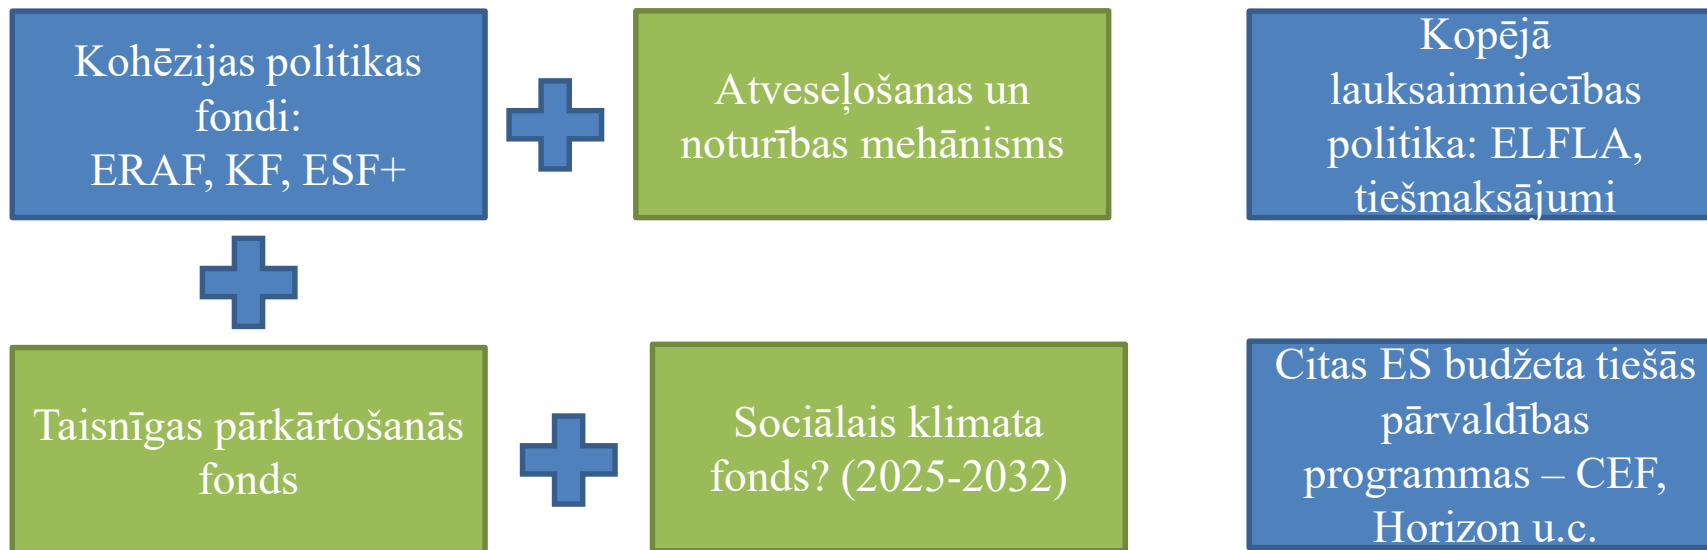 Kohēzijas politikas
fondi:
ERAF, KF, ESF+
Atveseļošanas un
noturības mehānisms
Kopējā
lauksaimniecības
politika: ELFLA,
tiešmaksājumi
Taisnīgas pārkārtošanās
fonds
Sociālais klimata
fonds? (2025-2032)
Citas ES budžeta tiešās
pārvaldības
programmas – CEF,
Horizon u.c.